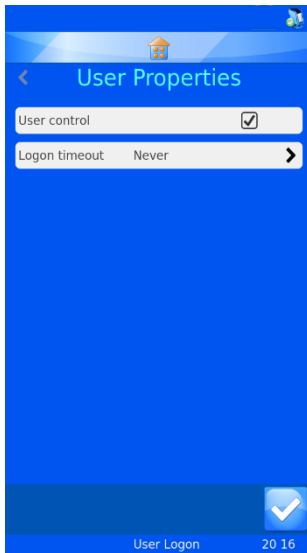 User Properties
User control
Logon timeout Never
User Logon 20 16